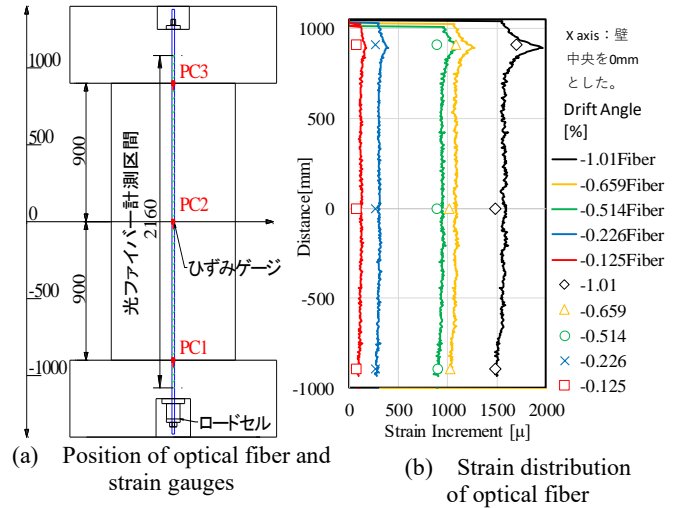 1000
500
0
-500
-1000
900
900
光ファイバー計測区間
2160
PC3
PC2
ひずみゲージ
PC1
ロードセル
(a) Position of optical fiber and
strain gauges
1000
500
0
-500
-1000
Distance[mm]
0
500
1000
1500
2000
Strain Increment [μ]
X axis：壁
中央を0mm
とした。
Drift Angle
[%]
-1.01Fiber
-0.659Fiber
-0.514Fiber
-0.226Fiber
-0.125Fiber
-1.01
-0.659
-0.514
-0.226
-0.125
(b) Strain distribution
of optical fiber